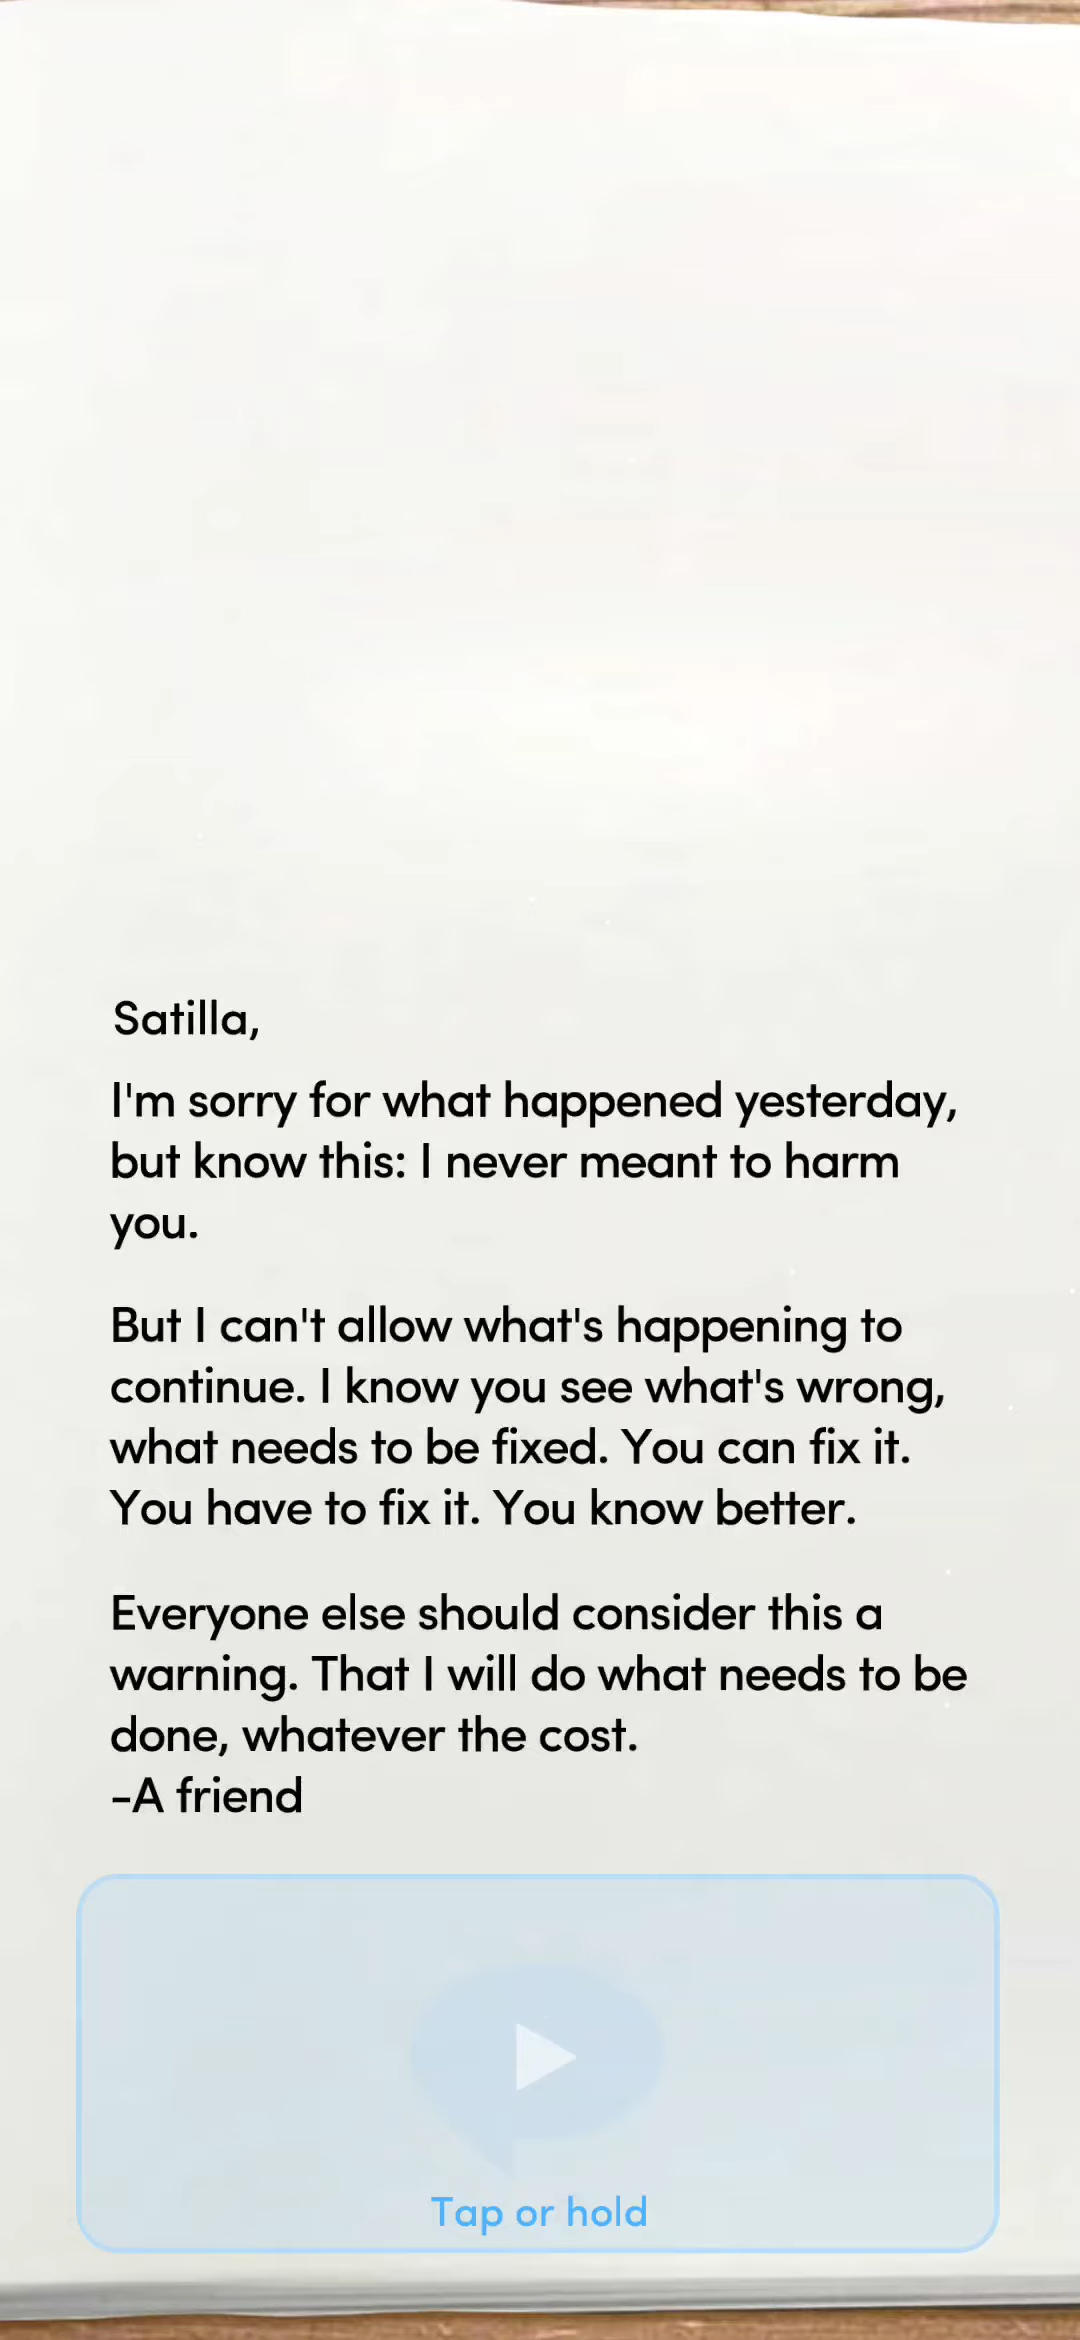 Satilla,
I'm sorry for what happened yesterday,
but know this: I never meant to harm
you.
But I can't allow what's happening to
continue. I know you see what's wrong,
what needs to be fixed. You can fix it.
You have to fix it. You know better.
Everyone else should consider this a
warning. That I will do what needs to be
done, whatever the cost.
-A friend
Tap or hold